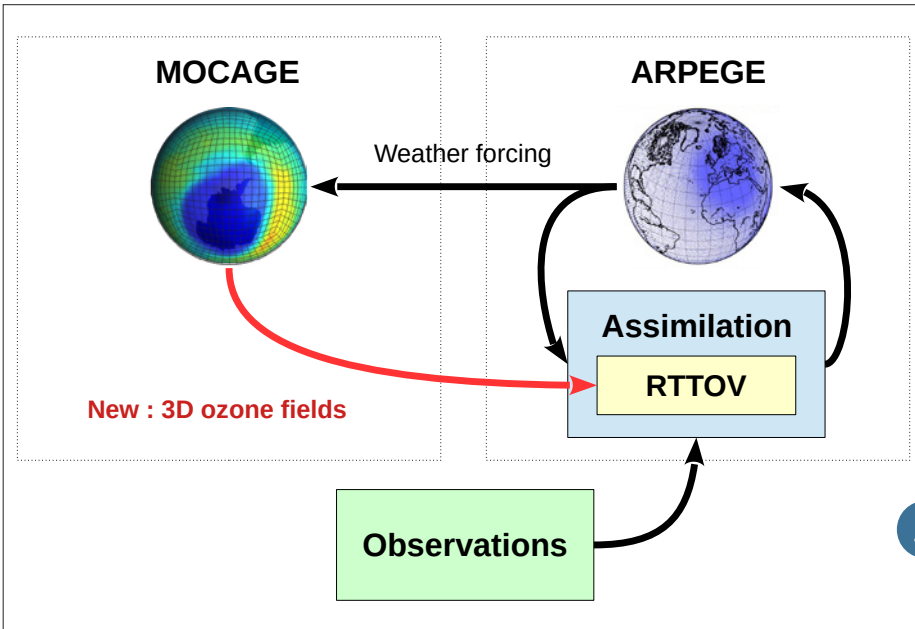 MOCAGE
ARPEGE
Weather forcing
Assimilation
RTTOV
New : 3D ozone fields
Observations